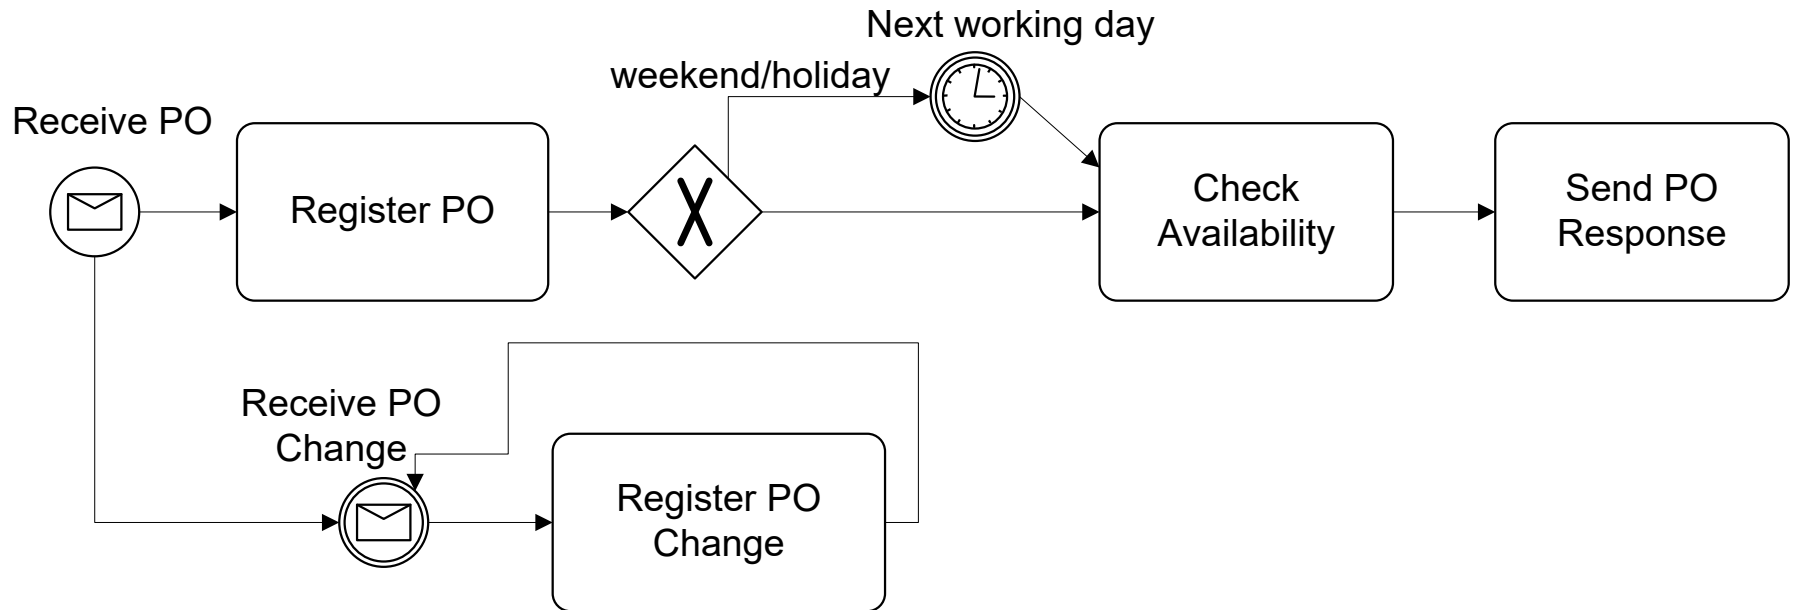 Next working day
weekend/holiday
Receive PO
Register PO
Check
Availability
Send PO
Response
Receive PO
Change
Register PO
Change